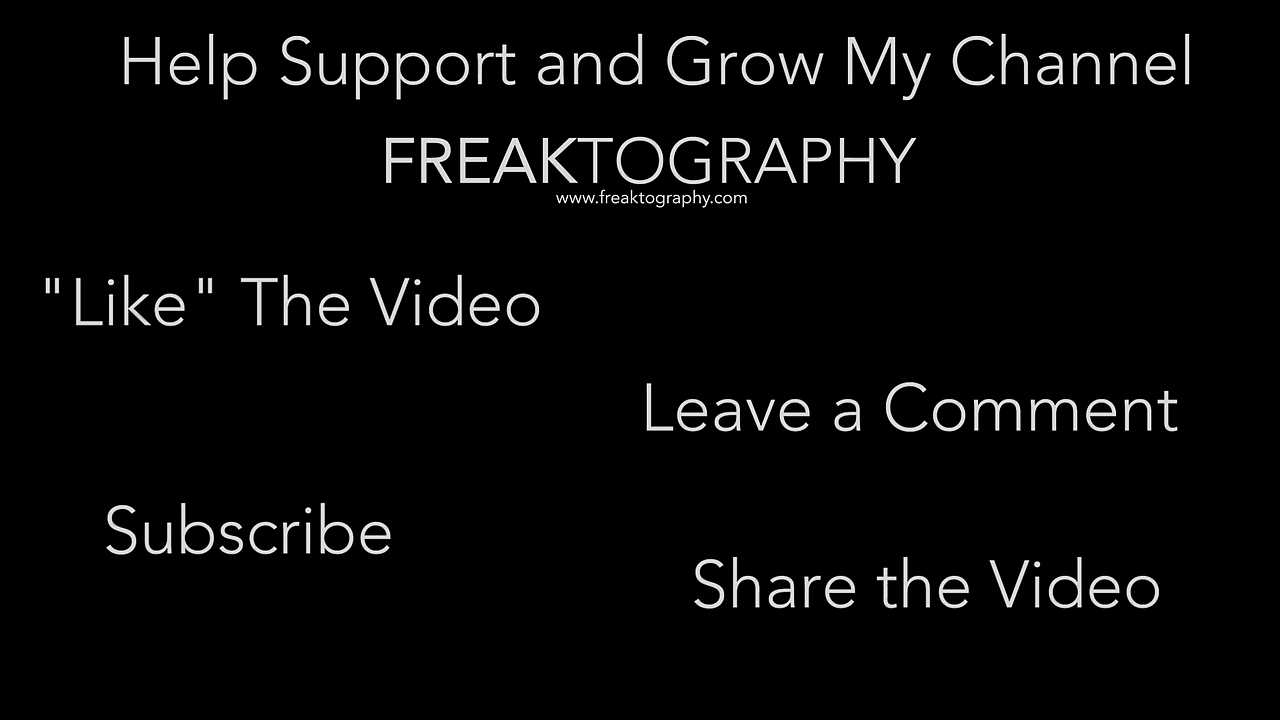 Help Support and Grow My Channel
FREAKTOGRAPHY
www.freaktography.com
"Like" The Video
Leave a Comment
Subscribe
Share the Video